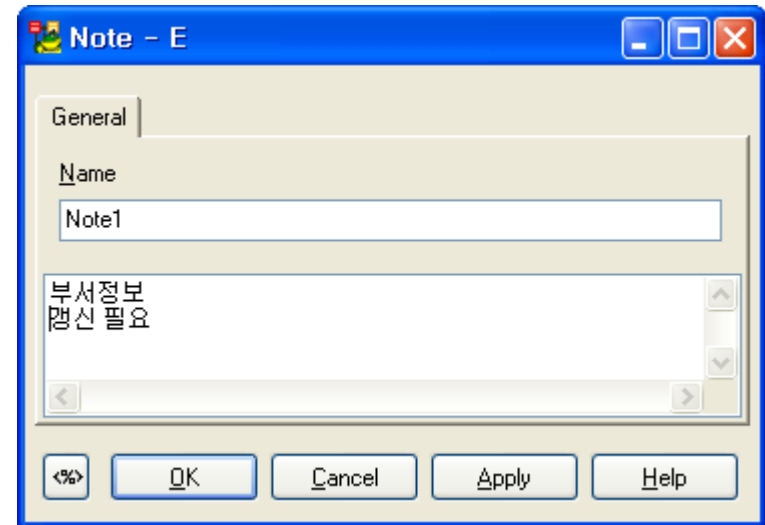 Note - E
General
Name
Note1
부서정보
갱신 필요
<%>
OK
Cancel
Apply
Help